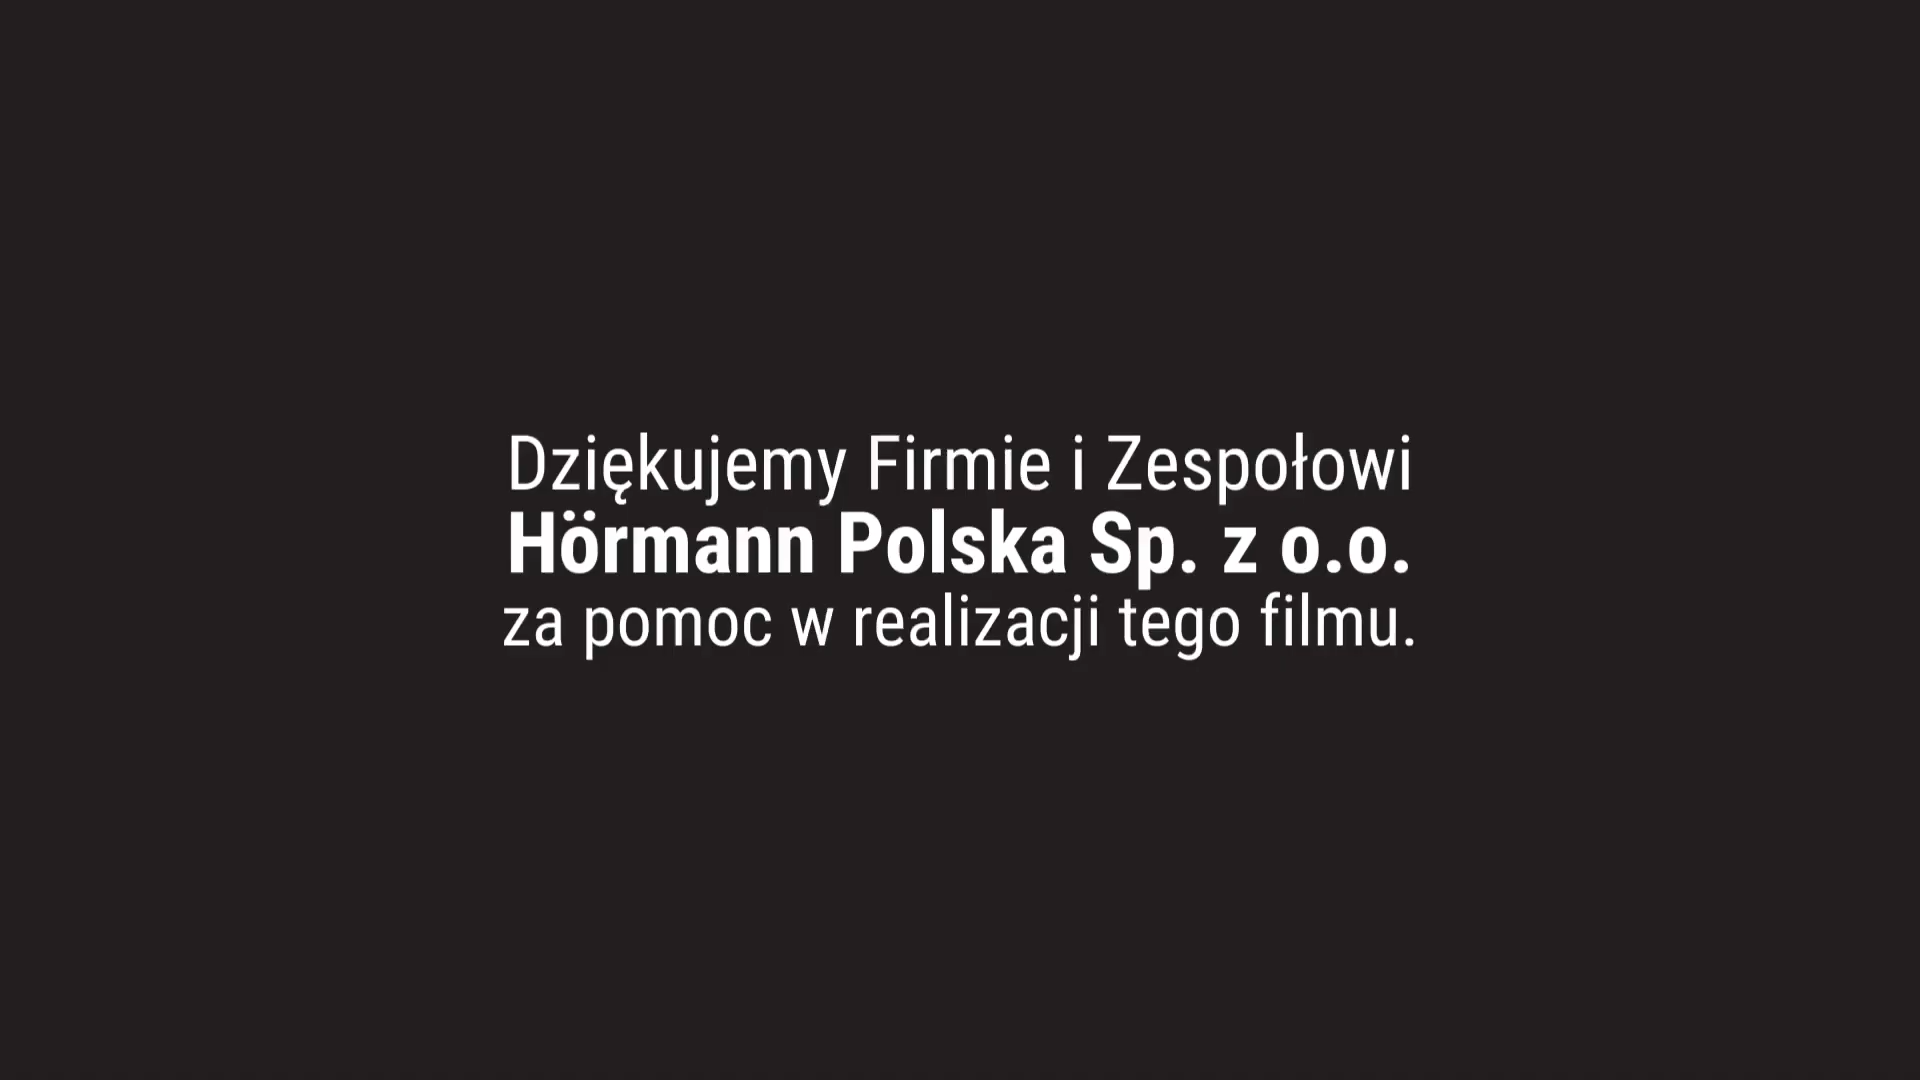 Dziękujemy Firmie i Zespołowi
Hörmann Polska Sp. z o.o.
za pomoc w realizacji tego filmu.